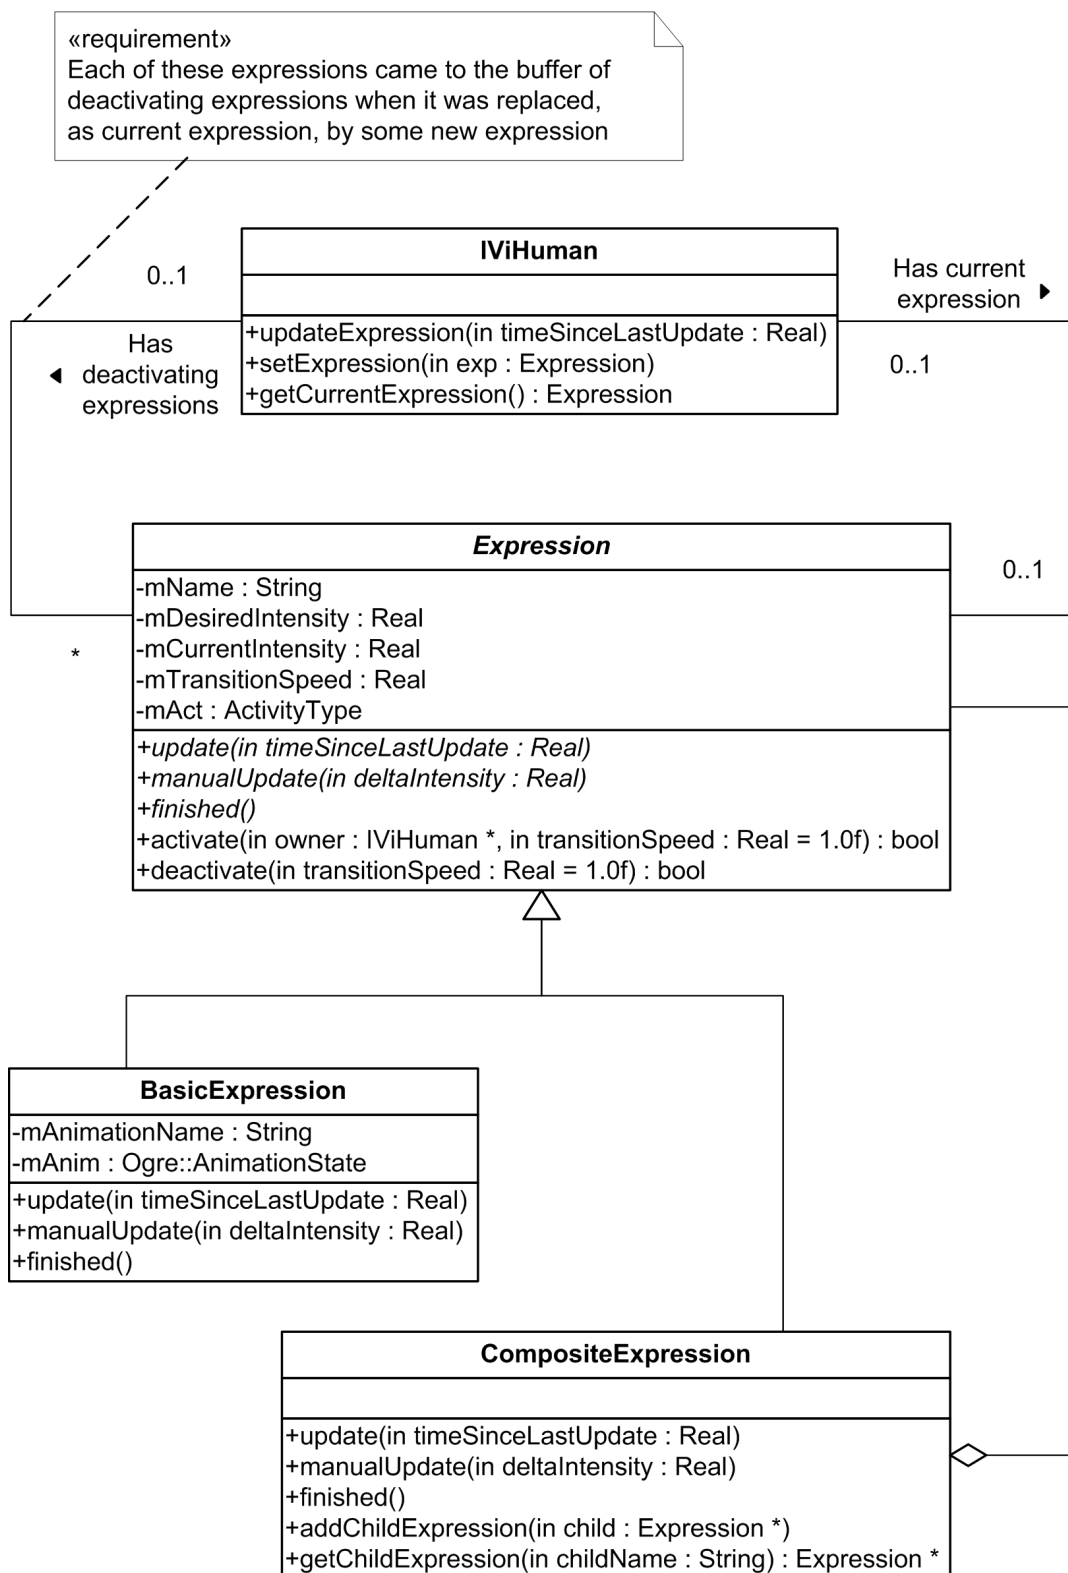 «requirement»
Each of these expressions came to the buffer of
deactivating expressions when it was replaced,
as current expression, by some new expression
IViHuman
0..1
Has current
expression ►
+updateExpression(in timeSinceLastUpdate : Real)
+setExpression(in exp : Expression)
+getCurrentExpression() : Expression
Has
◄ deactivating
expressions
0..1
Expression
0..1
-mName : String
-mDesiredIntensity : Real
-mCurrentIntensity : Real
-mTransitionSpeed : Real
-mAct : ActivityType
*
+update(in timeSinceLastUpdate : Real)
+manualUpdate(in deltaIntensity : Real)
+finished()
+activate(in owner : IViHuman *, in transitionSpeed : Real = 1.0f) : bool
+deactivate(in transitionSpeed : Real = 1.0f) : bool
BasicExpression
-mAnimationName : String
-mAnim : Ogre::AnimationState
+update(in timeSinceLastUpdate : Real)
+manualUpdate(in deltaIntensity : Real)
+finished()
CompositeExpression
+update(in timeSinceLastUpdate : Real)
+manualUpdate(in deltaIntensity : Real)
+finished()
+addChildExpression(in child : Expression *)
+getChildExpression(in childName : String) : Expression *